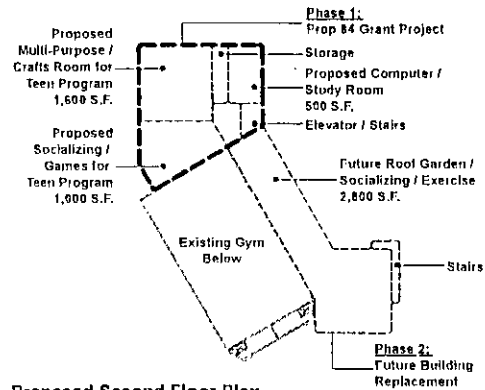 Phase 1:
Prop 84 Grant Project
Proposed
Multi-Purpose /
Crafts Room for
Teen Program
1,600 S.F.
Storage
Proposed Computer /
Study Room
500 S.F.
Elevator / Stairs
Proposed
Socializing /
Games for
Teen Program
1,000 S.F.
Future Roof Garden /
Socializing / Exercise
2,800 S.F.
Existing Gym
Below
Stairs
Phase 2:
Future Building
Replacement
Proposed Second Floor Plan